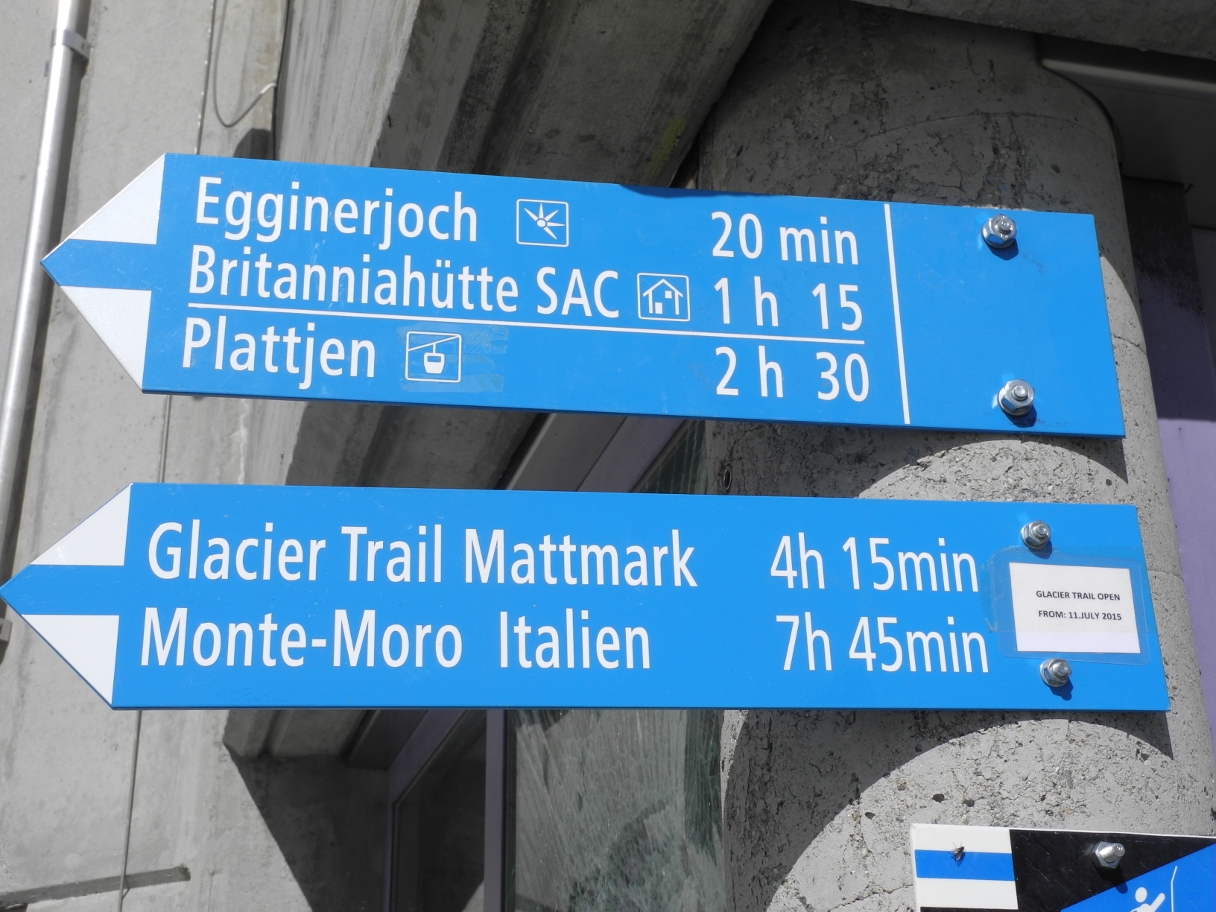 Egginerjoch 20 min
Britanniahütte SAC 1 h 15
Plattjen 2 h 30
Glacier Trail Mattmark 4h 15min
Monte-Moro Italien 7h 45min
GLACIER TRAIL OPEN
FROM: 11.JULY 2015